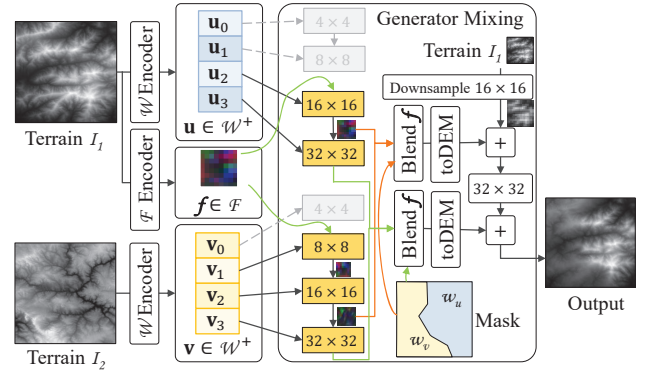 Generator Mixing
Terrain I₁
𝒲 Encoder
u₀
u₁
u₂
u₃
u ∈ 𝒲⁺
ℱ Encoder
f ∈ ℱ
Terrain I₂
𝒲 Encoder
v₀
v₁
v₂
v₃
v ∈ 𝒲⁺
4 × 4
8 × 8
16 × 16
32 × 32
4 × 4
8 × 8
16 × 16
32 × 32
Terrain I₁
Downsample 16 × 16
Blend f
toDEM
+
32 × 32
Blend f
toDEM
+
w_u
w_v
Mask
Output